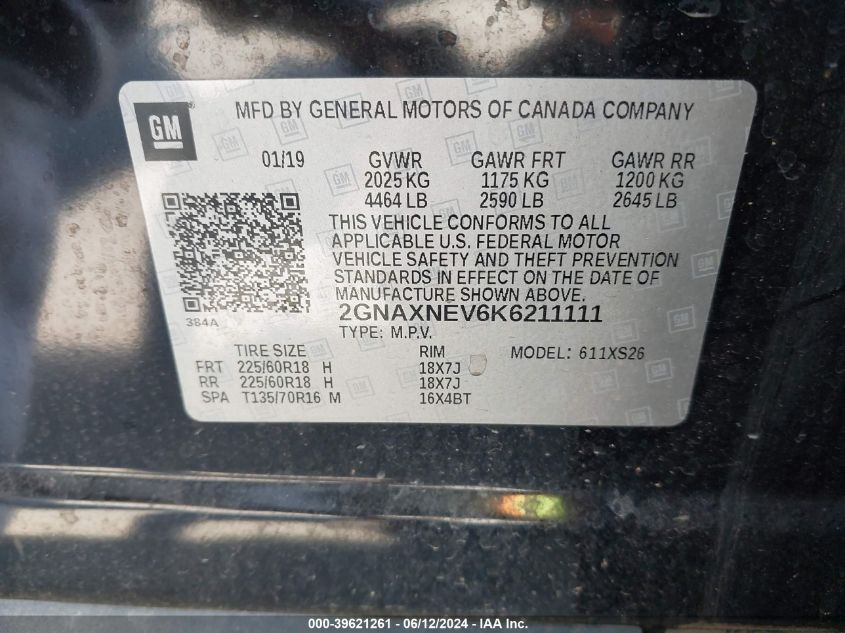 GM
MFD BY GENERAL MOTORS OF CANADA COMPANY
01/19 GVWR GAWR FRT GAWR RR
2025 KG 1175 KG 1200 KG
4464 LB 2590 LB 2645 LB
THIS VEHICLE CONFORMS TO ALL
APPLICABLE U.S. FEDERAL MOTOR
VEHICLE SAFETY AND THEFT PREVENTION
STANDARDS IN EFFECT ON THE DATE OF
MANUFACTURE SHOWN ABOVE.
384A
2GNAXNEV6K6211111
TYPE: M.P.V.
TIRE SIZE RIM MODEL: 611XS26
FRT 225/60R18 H 18X7J
RR 225/60R18 H 18X7J
SPA T135/70R16 M 16X4BT
000-39621261 - 06/12/2024 - IAA Inc.